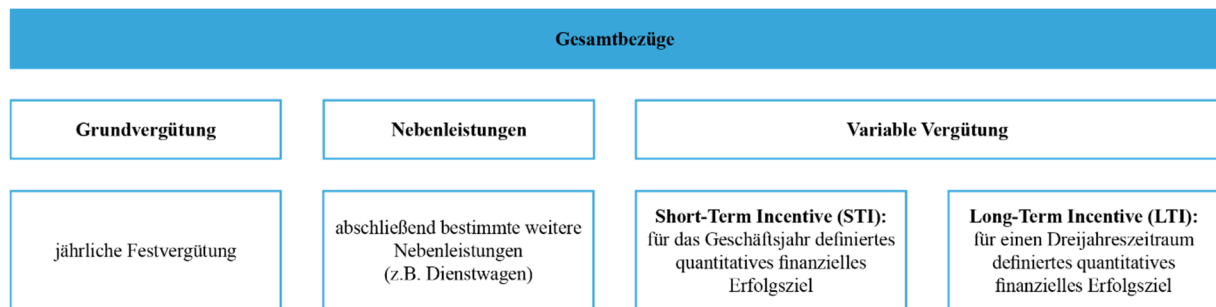 Gesamtbezüge
Grundvergütung
Nebenleistungen
Variable Vergütung
jährliche Festvergütung
abschließend bestimmte weitere
Nebenleistungen
(z.B. Dienstwagen)
Short-Term Incentive (STI):
für das Geschäftsjahr definiertes
quantitatives finanzielles
Erfolgsziel
Long-Term Incentive (LTI):
für einen Dreijahreszeitraum
definiertes quantitatives
finanzielles Erfolgsziel